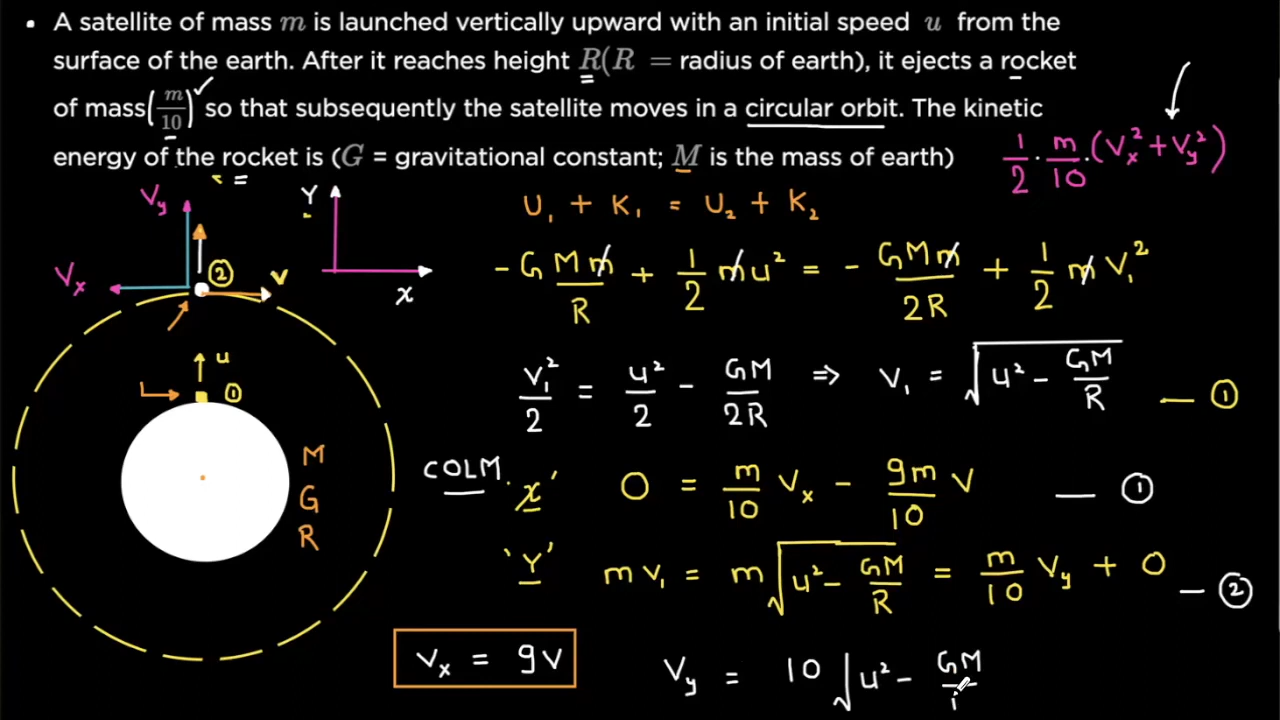 • A satellite of mass m is launched vertically upward with an initial speed u from the
surface of the earth. After it reaches height R(R = radius of earth), it ejects a rocket
of mass(m/10) so that subsequently the satellite moves in a circular orbit. The kinetic
energy of the rocket is (G = gravitational constant; M is the mass of earth)
1/2 · m/10 · (Vx² + Vy²)
Vy
Y
U₁ + K₁ = U₂ + K₂
② V
Vx
x
- GMm/R + 1/2 mu² = - GMm/2R + 1/2 mV₁²
u
①
V₁²/2 = u²/2 - GM/2R ⇒ V₁ = √(u² - GM/R) — ①
M
G
R
COLM. 'x' 0 = m/10 Vx - 9m/10 V — ①
'Y' mV₁ = m√(u² - GM/R) = m/10 Vy + 0 — ②
Vx = 9V
Vy = 10√(u² - GM/